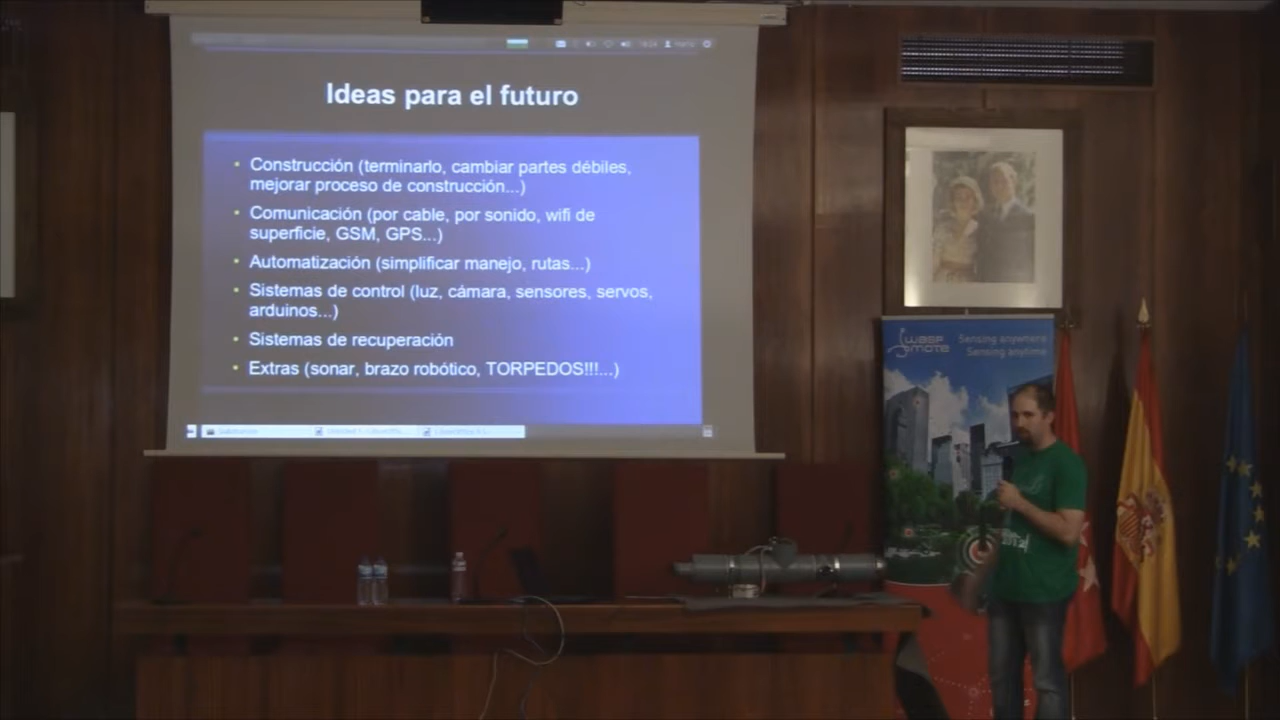 Ideas para el futuro
Construcción (terminarlo, cambiar partes débiles,
mejorar proceso de construcción...)
Comunicación (por cable, por sonido, wifi de
superficie, GSM, GPS...)
Automatización (simplificar manejo, rutas...)
Sistemas de control (luz, cámara, sensores, servos,
arduinos...)
Sistemas de recuperación
Extras (sonar, brazo robótico, TORPEDOS!!!...)
wasp
mote
Sensing anywhere
Sensing anytime